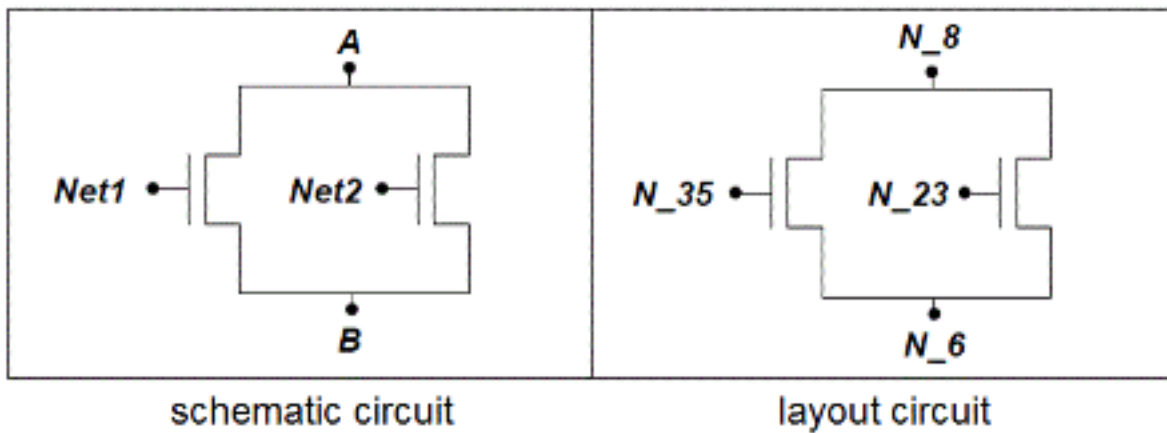 A
Net1
Net2
B
schematic circuit
N_8
N_35
N_23
N_6
layout circuit